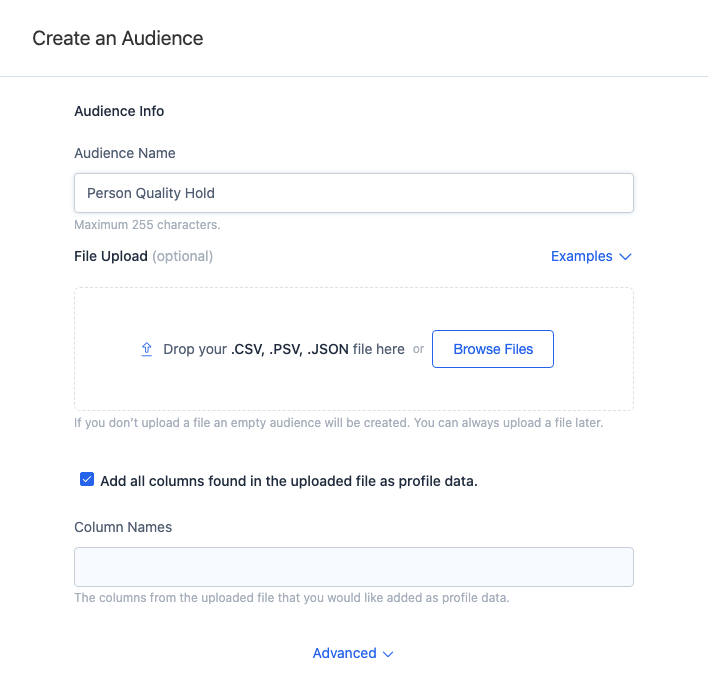 Create an Audience
Audience Info
Audience Name
Person Quality Hold
Maximum 255 characters.
File Upload (optional) Examples
Drop your .CSV, .PSV, .JSON file here or Browse Files
If you don’t upload a file an empty audience will be created. You can always upload a file later.
Add all columns found in the uploaded file as profile data.
Column Names
The columns from the uploaded file that you would like added as profile data.
Advanced